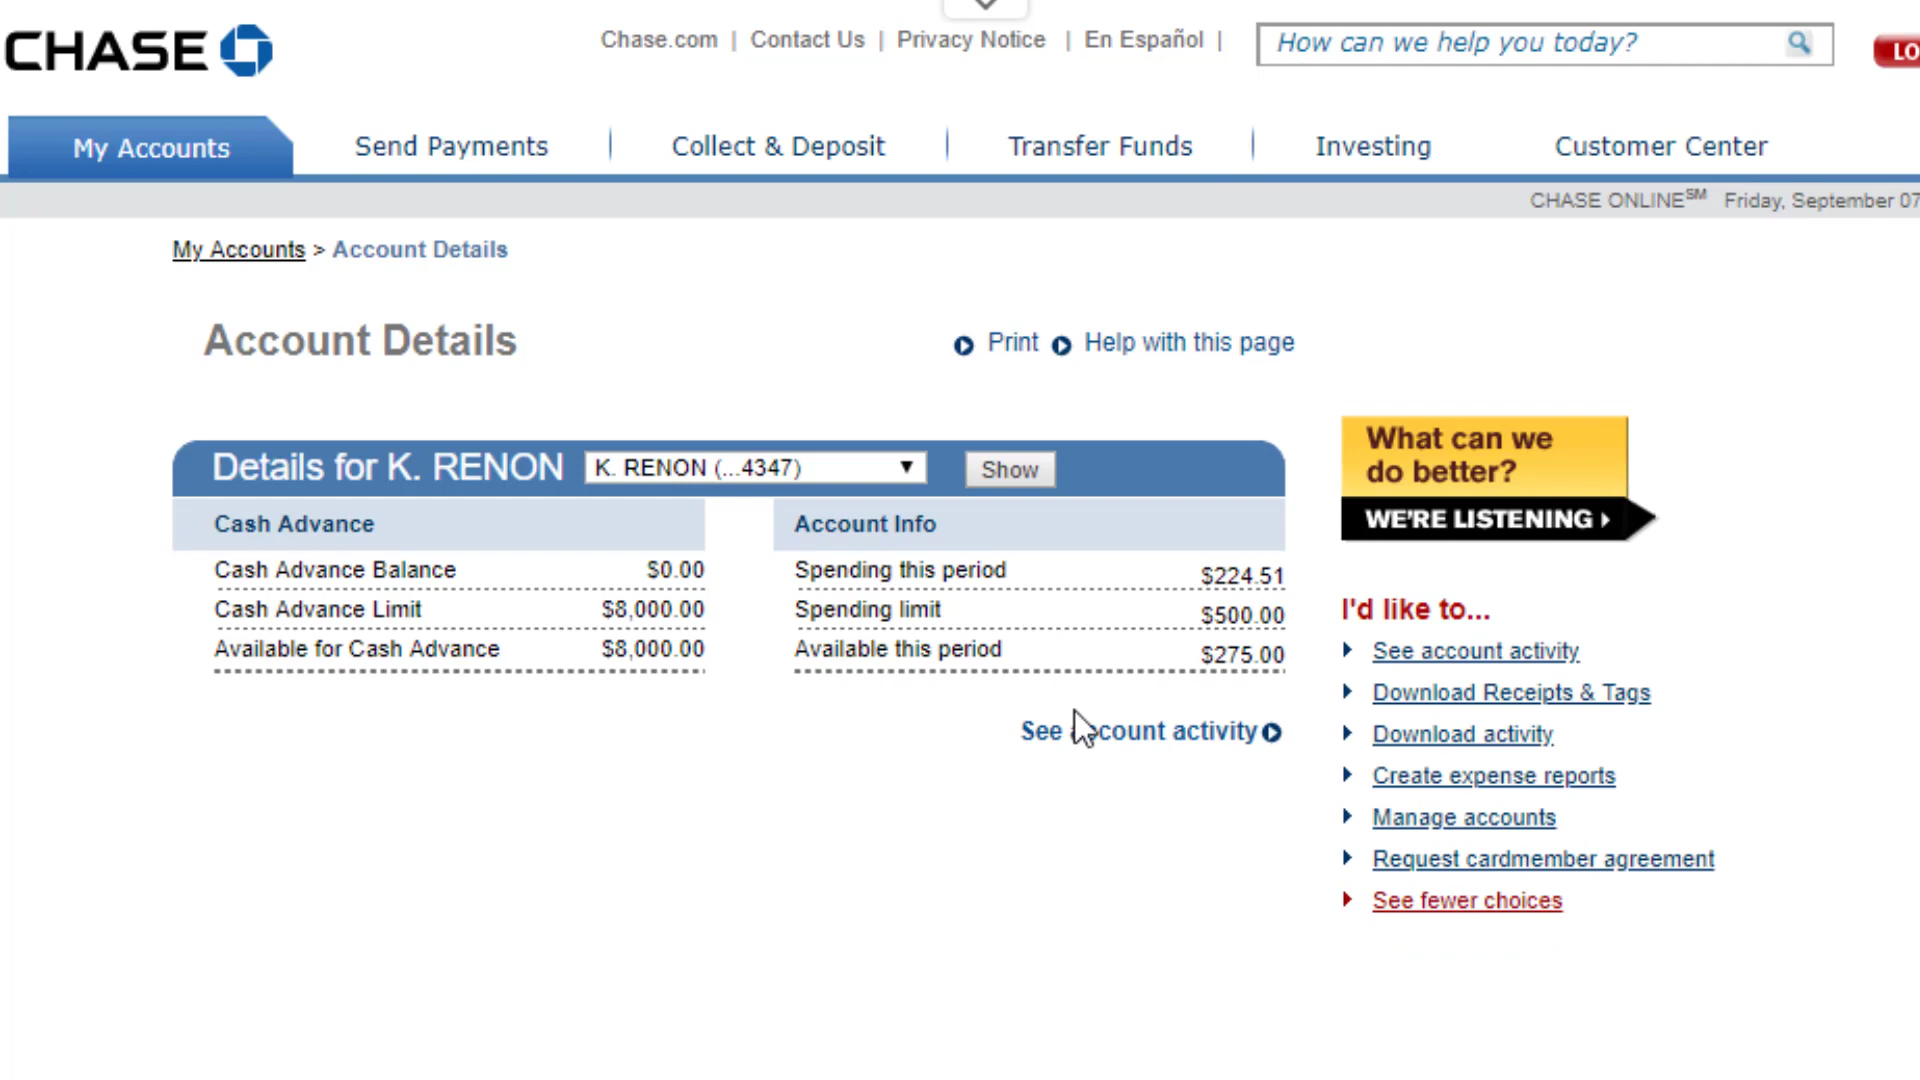 CHASE
Chase.com | Contact Us | Privacy Notice | En Español |
How can we help you today?
LO
My Accounts
Send Payments
Collect & Deposit
Transfer Funds
Investing
Customer Center
CHASE ONLINE℠ Friday, September 07
My Accounts > Account Details
Account Details
Print
Help with this page
Details for K. RENON
K. RENON (...4347)
Show
Cash Advance
Cash Advance Balance $0.00
Cash Advance Limit $8,000.00
Available for Cash Advance $8,000.00
Account Info
Spending this period $224.51
Spending limit $500.00
Available this period $275.00
See account activity
What can we
do better?
WE'RE LISTENING
I'd like to...
See account activity
Download Receipts & Tags
Download activity
Create expense reports
Manage accounts
Request cardmember agreement
See fewer choices